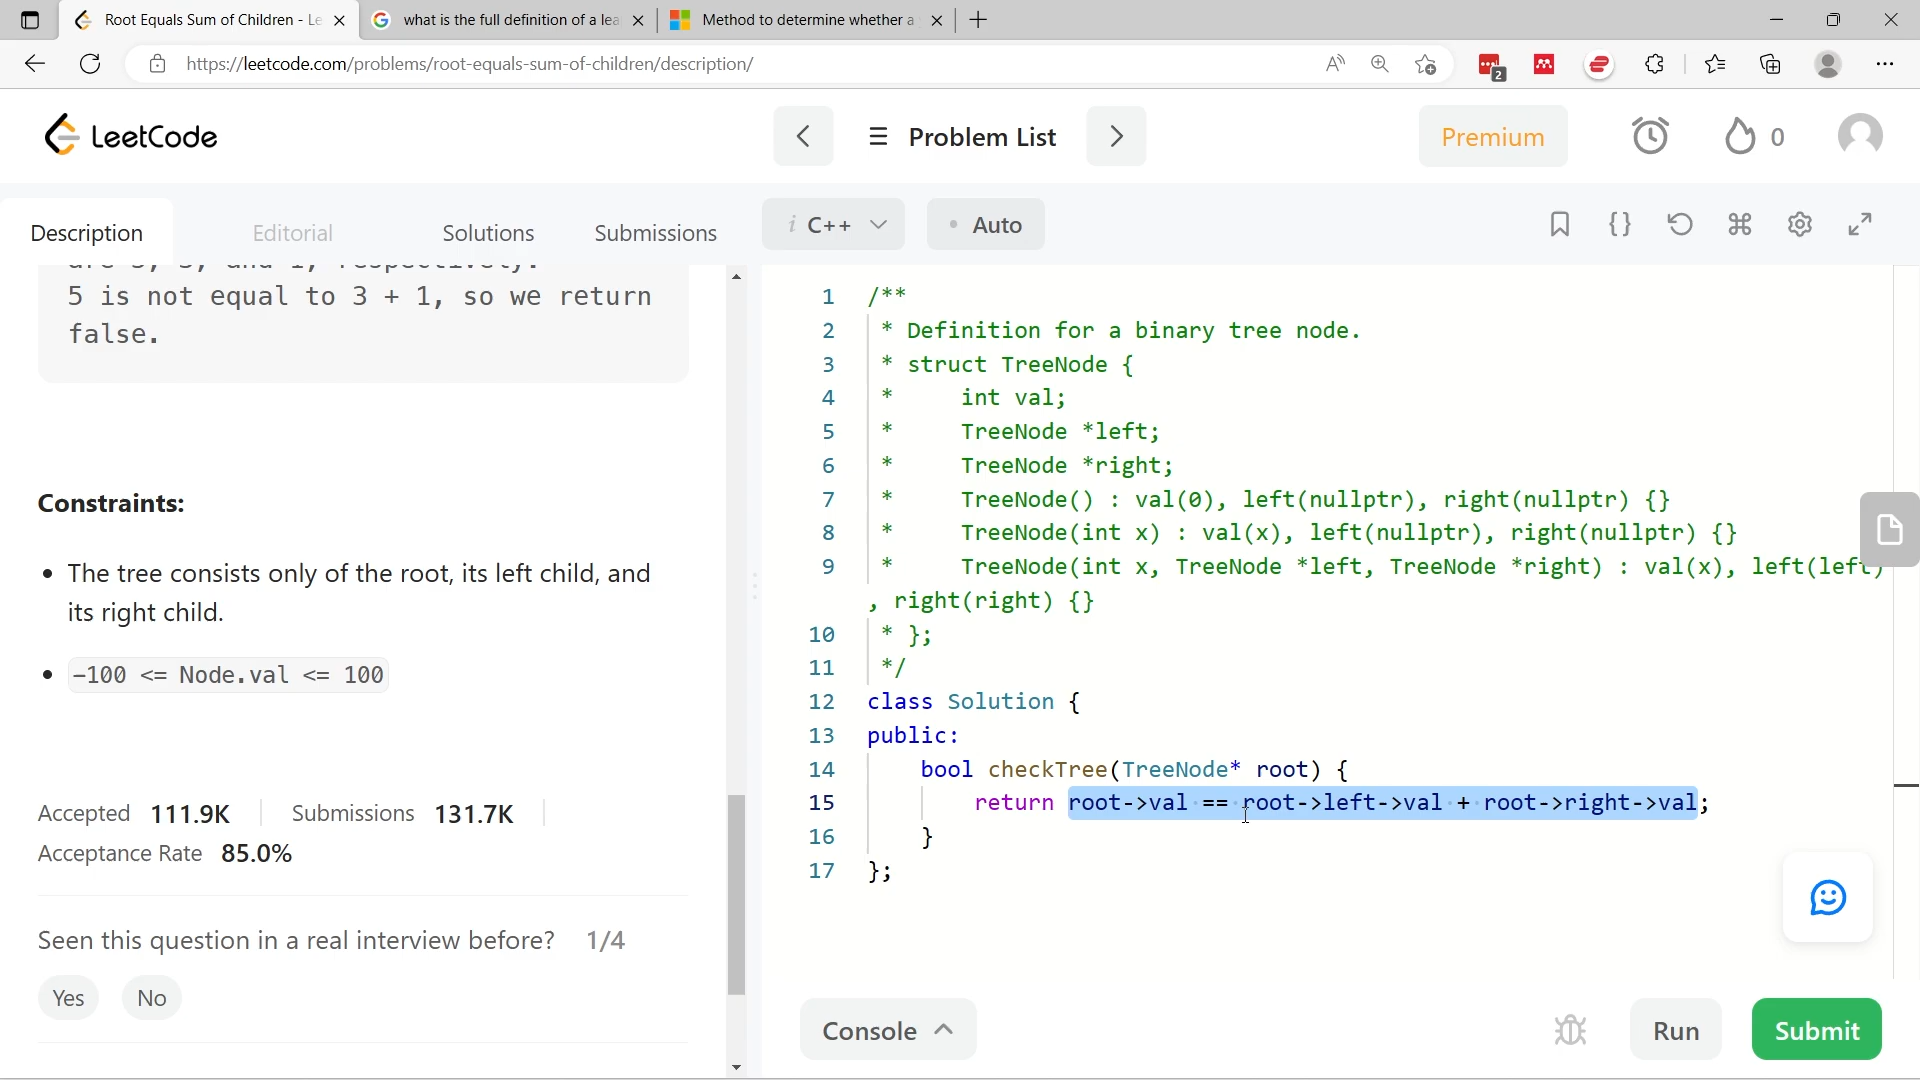 Root Equals Sum of Children - Le
what is the full definition of a lea
Method to determine whether a
https://leetcode.com/problems/root-equals-sum-of-children/description/
2
LeetCode
Problem List
Premium
0
Description
Editorial
Solutions
Submissions
i C++
Auto
are 5, 3, and 1, respectively.
5 is not equal to 3 + 1, so we return
false.
Constraints:
• The tree consists only of the root, its left child, and
its right child.
• -100 <= Node.val <= 100
Accepted 111.9K
Submissions 131.7K
Acceptance Rate 85.0%
Seen this question in a real interview before? 1/4
Yes
No
1 /**
2 * Definition for a binary tree node.
3 * struct TreeNode {
4 *     int val;
5 *     TreeNode *left;
6 *     TreeNode *right;
7 *     TreeNode() : val(0), left(nullptr), right(nullptr) {}
8 *     TreeNode(int x) : val(x), left(nullptr), right(nullptr) {}
9 *     TreeNode(int x, TreeNode *left, TreeNode *right) : val(x), left(left)
, right(right) {}
10 * };
11 */
12 class Solution {
13 public:
14     bool checkTree(TreeNode* root) {
15         return root->val == root->left->val + root->right->val;
16     }
17 };
Console
Run
Submit